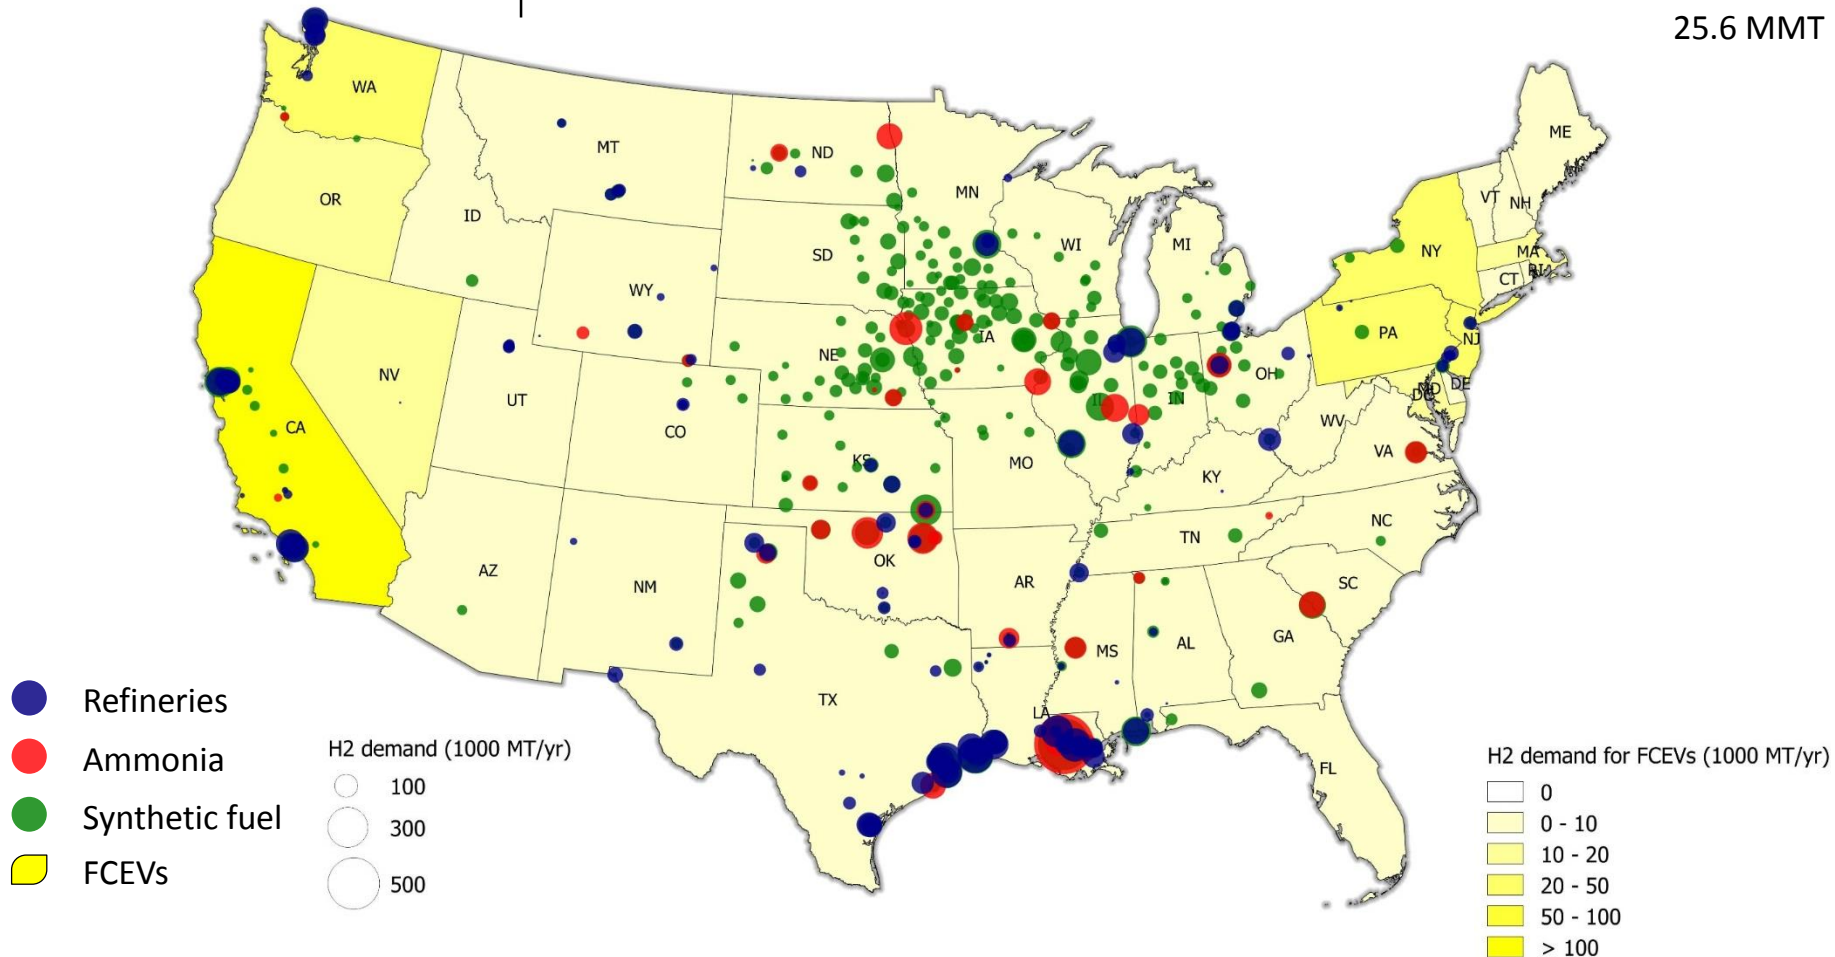 25.6 MMT
WA
MT
ND
MN
ME
OR
ID
VT
NH
SD
WI
MI
NY
MA
RI
CT
WY
IA
NE
PA
NJ
NV
UT
OH
IN
IL
MD
DE
DC
CA
CO
KS
MO
WV
VA
KY
AZ
NM
OK
AR
TN
NC
SC
MS
AL
GA
TX
LA
FL
Refineries
Ammonia
Synthetic fuel
FCEVs
H2 demand (1000 MT/yr)
100
300
500
H2 demand for FCEVs (1000 MT/yr)
0
0 - 10
10 - 20
20 - 50
50 - 100
> 100